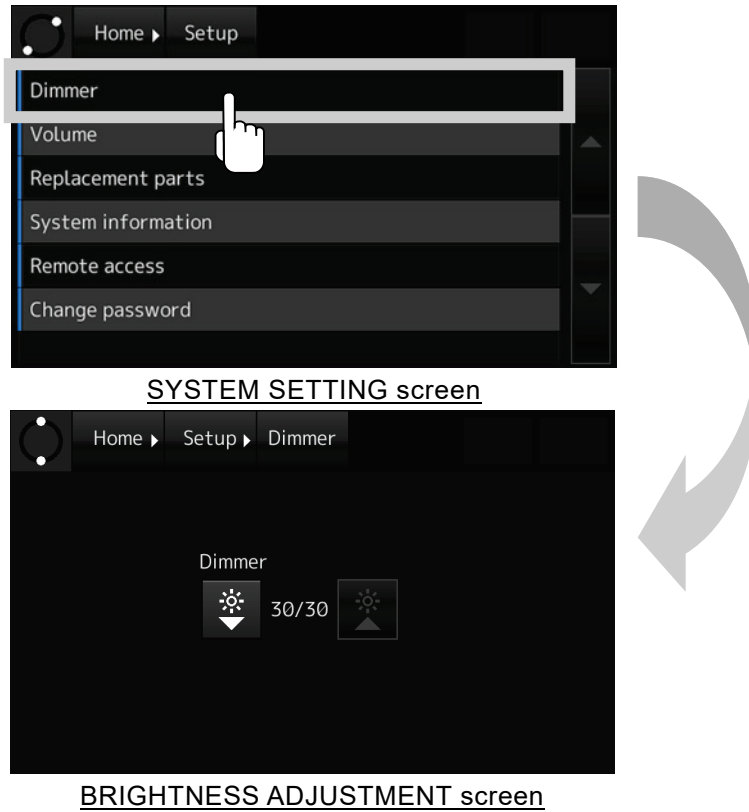 Home Setup
Dimmer
Volume
Replacement parts
System information
Remote access
Change password
SYSTEM SETTING screen
Home Setup Dimmer
Dimmer
30/30
BRIGHTNESS ADJUSTMENT screen